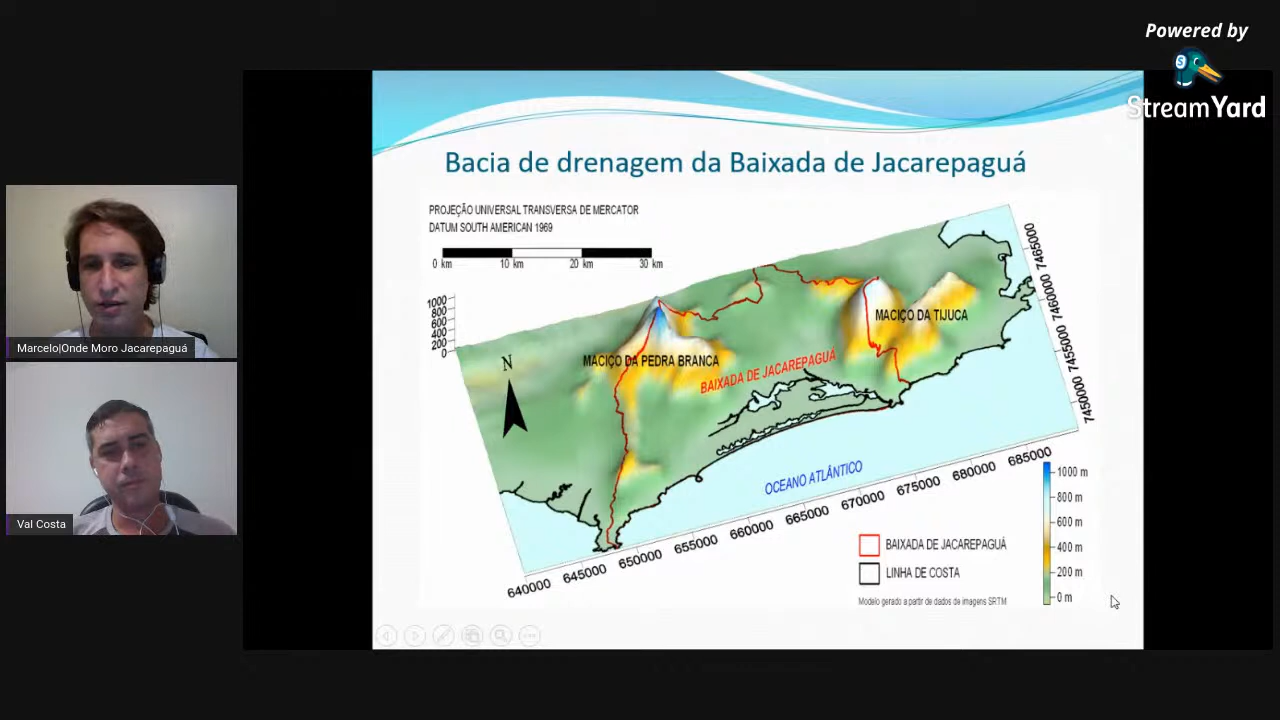 Powered by
StreamYard
Bacia de drenagem da Baixada de Jacarepaguá
PROJEÇÃO UNIVERSAL TRANSVERSA DE MERCATOR
DATUM SOUTH AMERICAN 1969
0 km 10 km 20 km 30 km
1000
800
600
400
200
0
N
MACIÇO DA PEDRA BRANCA
MACIÇO DA TIJUCA
BAIXADA DE JACAREPAGUÁ
OCEANO ATLÂNTICO
7465000
7460000
7455000
7450000
640000 645000 650000 655000 660000 665000 670000 675000 680000 685000
1000 m
800 m
600 m
400 m
200 m
0 m
BAIXADA DE JACAREPAGUÁ
LINHA DE COSTA
Modelo gerado a partir de dados de imagens SRTM
Marcelo|Onde Moro Jacarepaguá
Val Costa